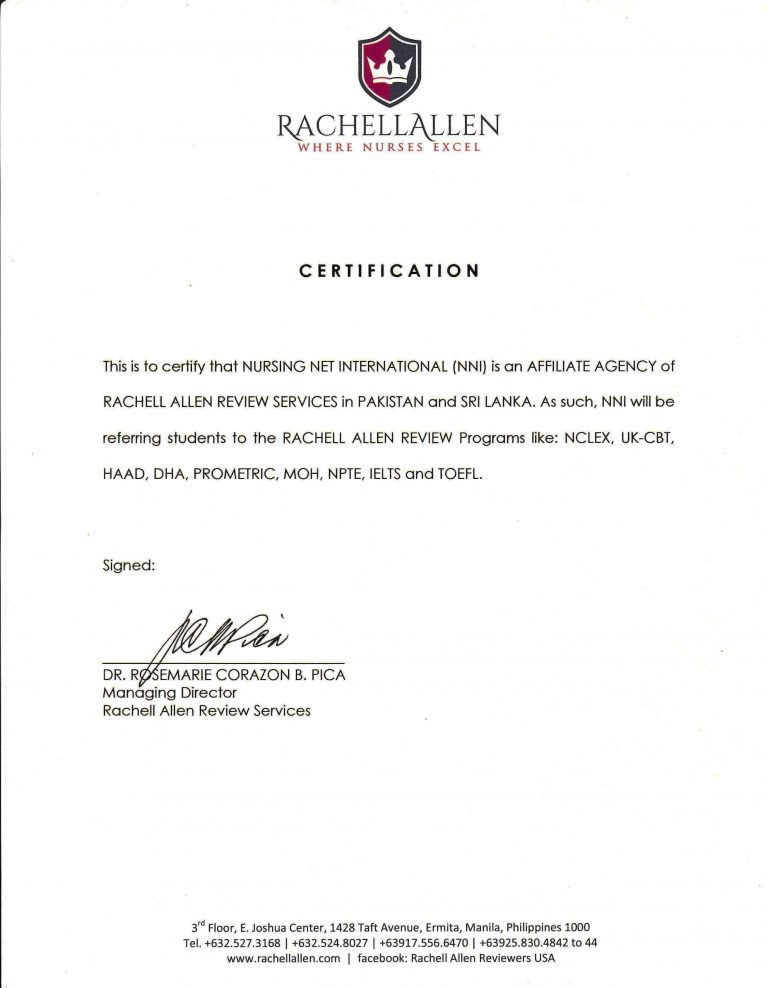 RACHELLALLEN
WHERE NURSES EXCEL
CERTIFICATION
This is to certify that NURSING NET INTERNATIONAL (NNI) is an AFFILIATE AGENCY of
RACHELL ALLEN REVIEW SERVICES in PAKISTAN and SRI LANKA. As such, NNI will be
referring students to the RACHELL ALLEN REVIEW Programs like: NCLEX, UK-CBT,
HAAD, DHA, PROMETRIC, MOH, NPTE, IELTS and TOEFL.
Signed:
DR. ROSEMARIE CORAZON B. PICA
Managing Director
Rachell Allen Review Services
3rd Floor, E. Joshua Center, 1428 Taft Avenue, Ermita, Manila, Philippines 1000
Tel. +632.527.3168 | +632.524.8027 | +63917.556.6470 | +63925.830.4842 to 44
www.rachellallen.com | facebook: Rachell Allen Reviewers USA